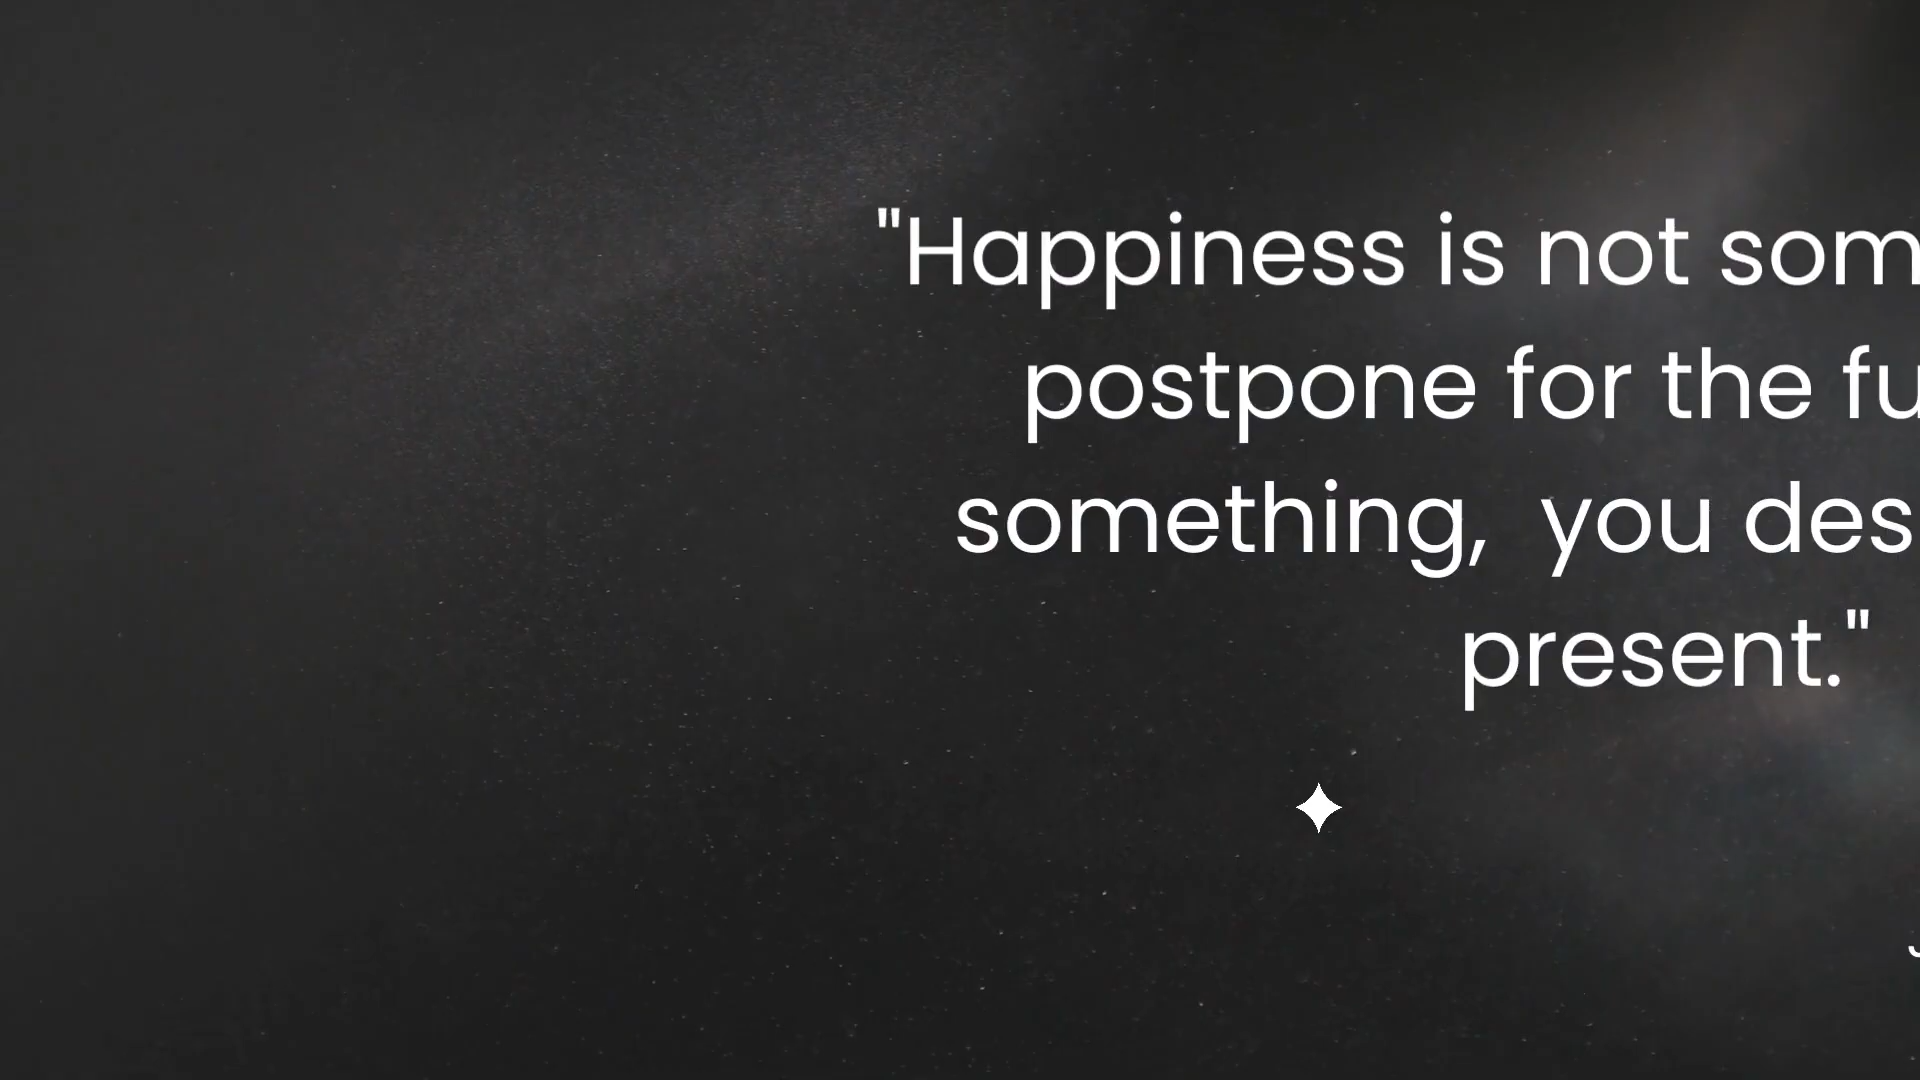 "Happiness is not som
postpone for the fu
something,  you des
present."